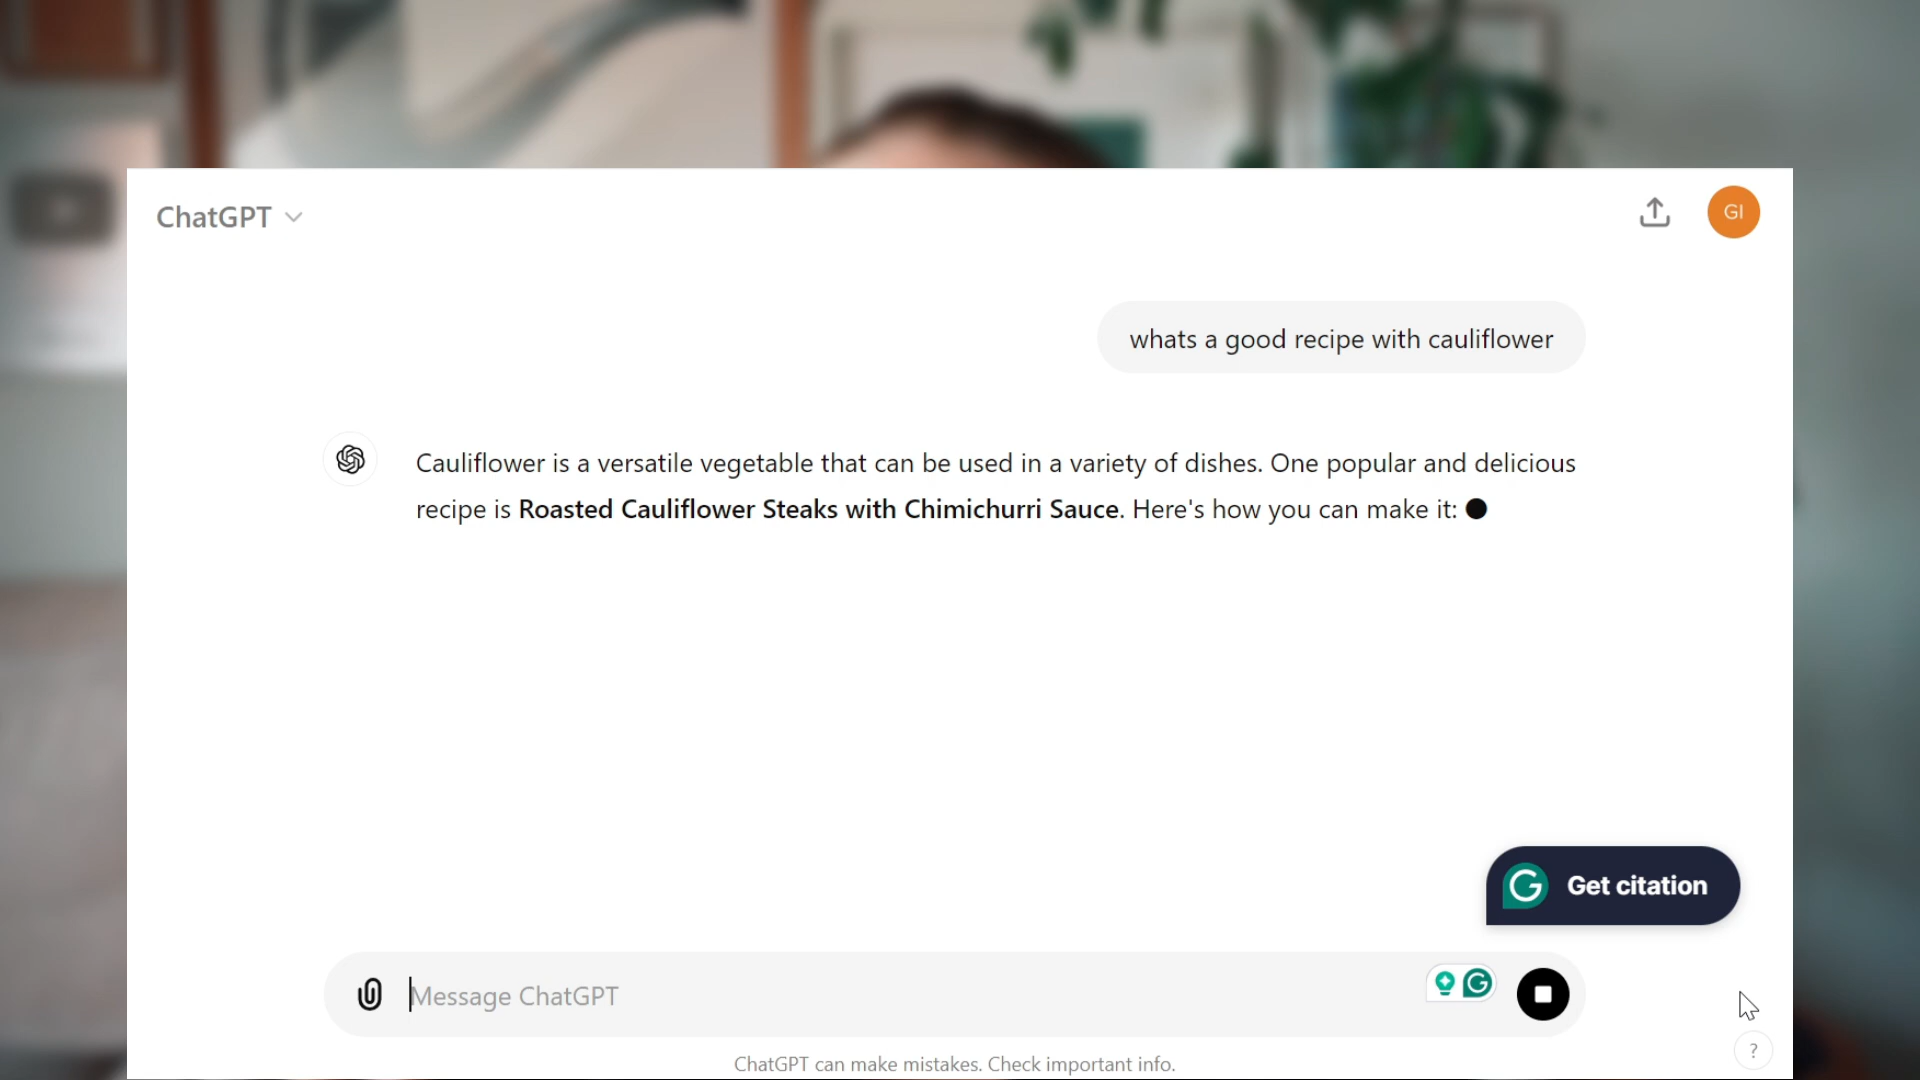 ChatGPT
GI
whats a good recipe with cauliflower
Cauliflower is a versatile vegetable that can be used in a variety of dishes. One popular and delicious
recipe is Roasted Cauliflower Steaks with Chimichurri Sauce. Here's how you can make it:
G Get citation
Message ChatGPT
G
ChatGPT can make mistakes. Check important info.
?